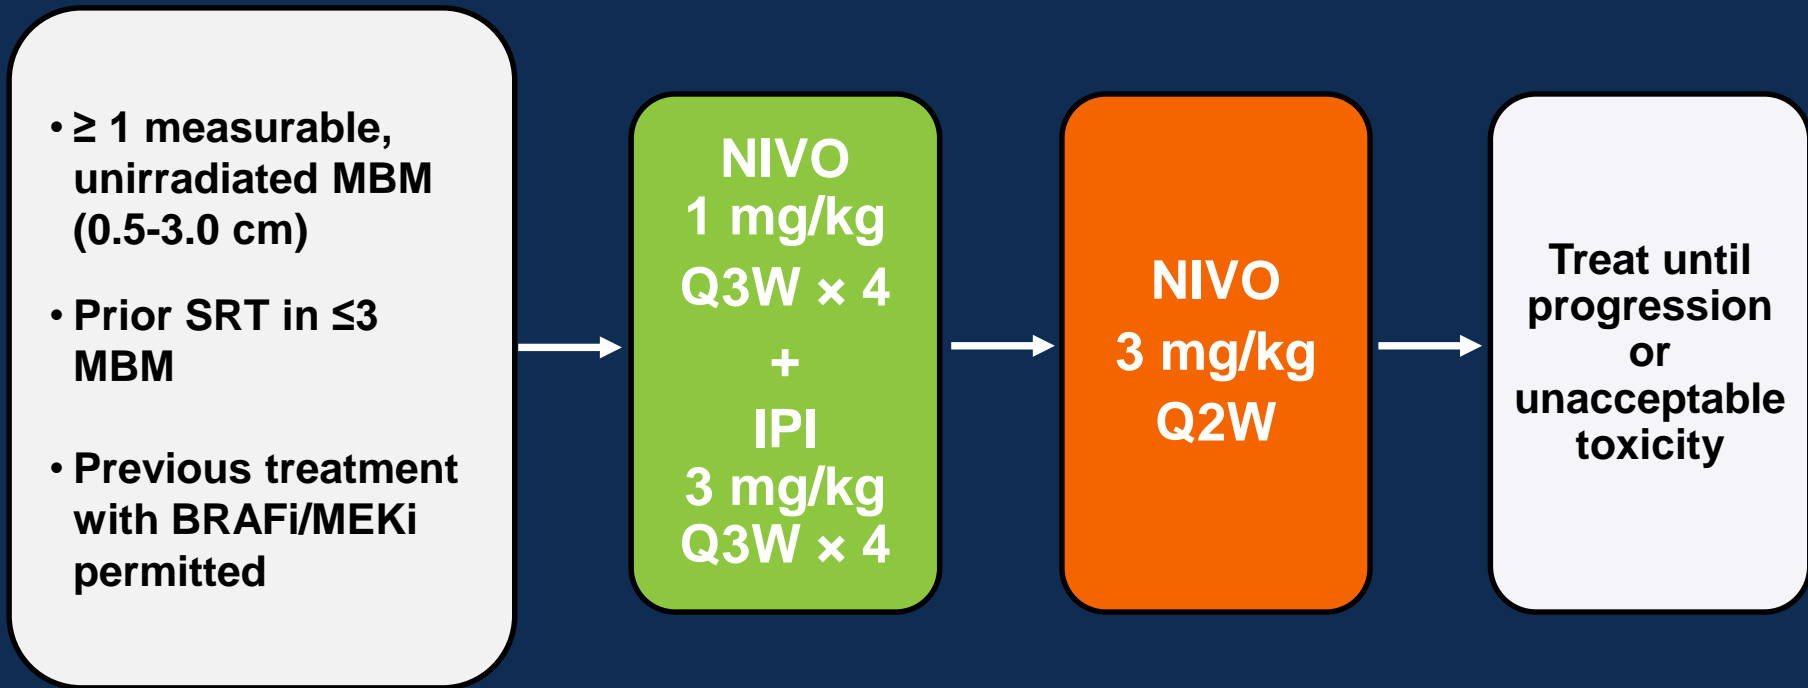 • ≥ 1 measurable,
unirradiated MBM
(0.5-3.0 cm)
• Prior SRT in ≤3
MBM
• Previous treatment
with BRAFi/MEKi
permitted
NIVO
1 mg/kg
Q3W × 4
+
IPI
3 mg/kg
Q3W × 4
NIVO
3 mg/kg
Q2W
Treat until
progression
or
unacceptable
toxicity